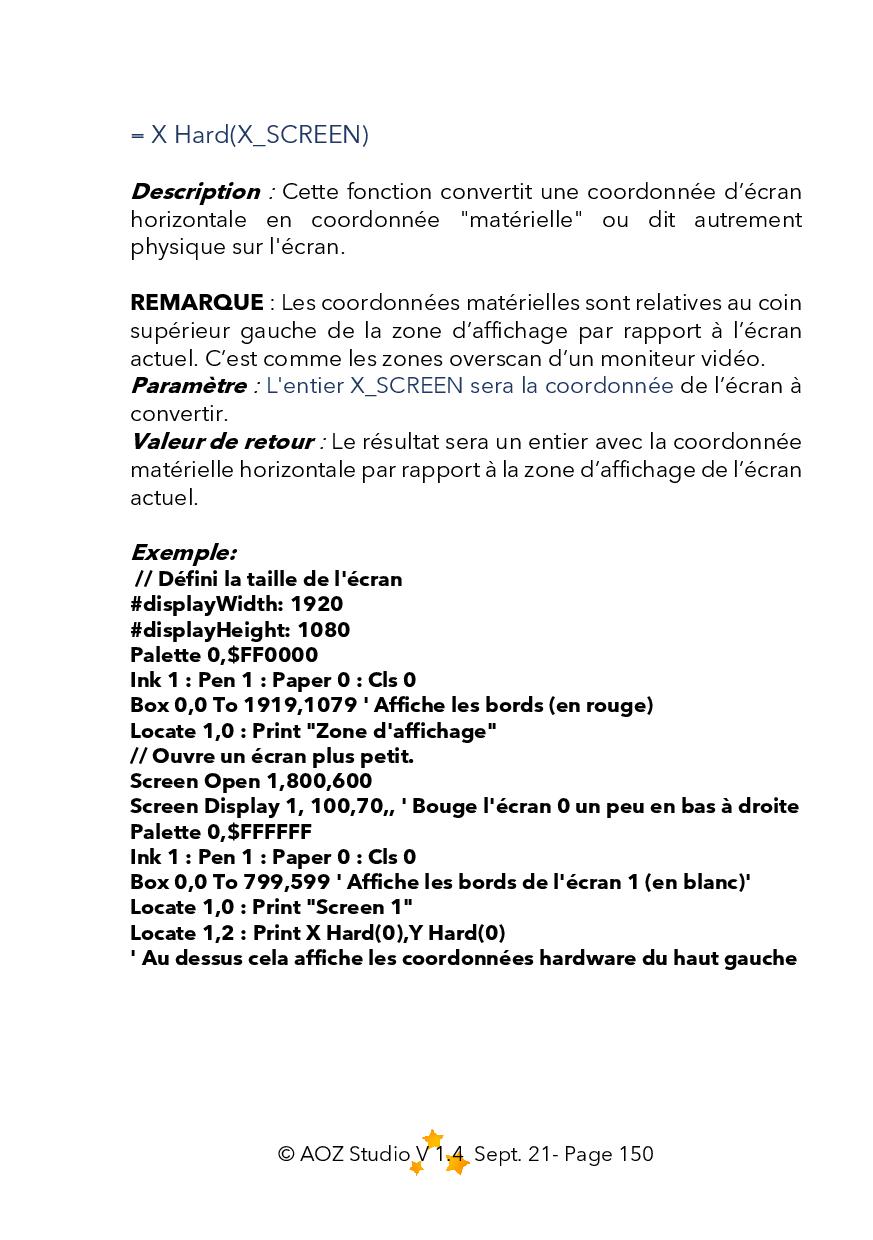 = X Hard(X_SCREEN)
Description : Cette fonction convertit une coordonnée d’écran
horizontale en coordonnée "matérielle" ou dit autrement
physique sur l'écran.
REMARQUE : Les coordonnées matérielles sont relatives au coin
supérieur gauche de la zone d’affichage par rapport à l’écran
actuel. C’est comme les zones overscan d’un moniteur vidéo.
Paramètre : L'entier X_SCREEN sera la coordonnée de l’écran à
convertir.
Valeur de retour : Le résultat sera un entier avec la coordonnée
matérielle horizontale par rapport à la zone d’affichage de l’écran
actuel.
Exemple:
// Défini la taille de l'écran
#displayWidth: 1920
#displayHeight: 1080
Palette 0,$FF0000
Ink 1 : Pen 1 : Paper 0 : Cls 0
Box 0,0 To 1919,1079 ' Affiche les bords (en rouge)
Locate 1,0 : Print "Zone d'affichage"
// Ouvre un écran plus petit.
Screen Open 1,800,600
Screen Display 1, 100,70,, ' Bouge l'écran 0 un peu en bas à droite
Palette 0,$FFFFFF
Ink 1 : Pen 1 : Paper 0 : Cls 0
Box 0,0 To 799,599 ' Affiche les bords de l'écran 1 (en blanc)'
Locate 1,0 : Print "Screen 1"
Locate 1,2 : Print X Hard(0),Y Hard(0)
' Au dessus cela affiche les coordonnées hardware du haut gauche
© AOZ Studio V 1.4 Sept. 21- Page 150